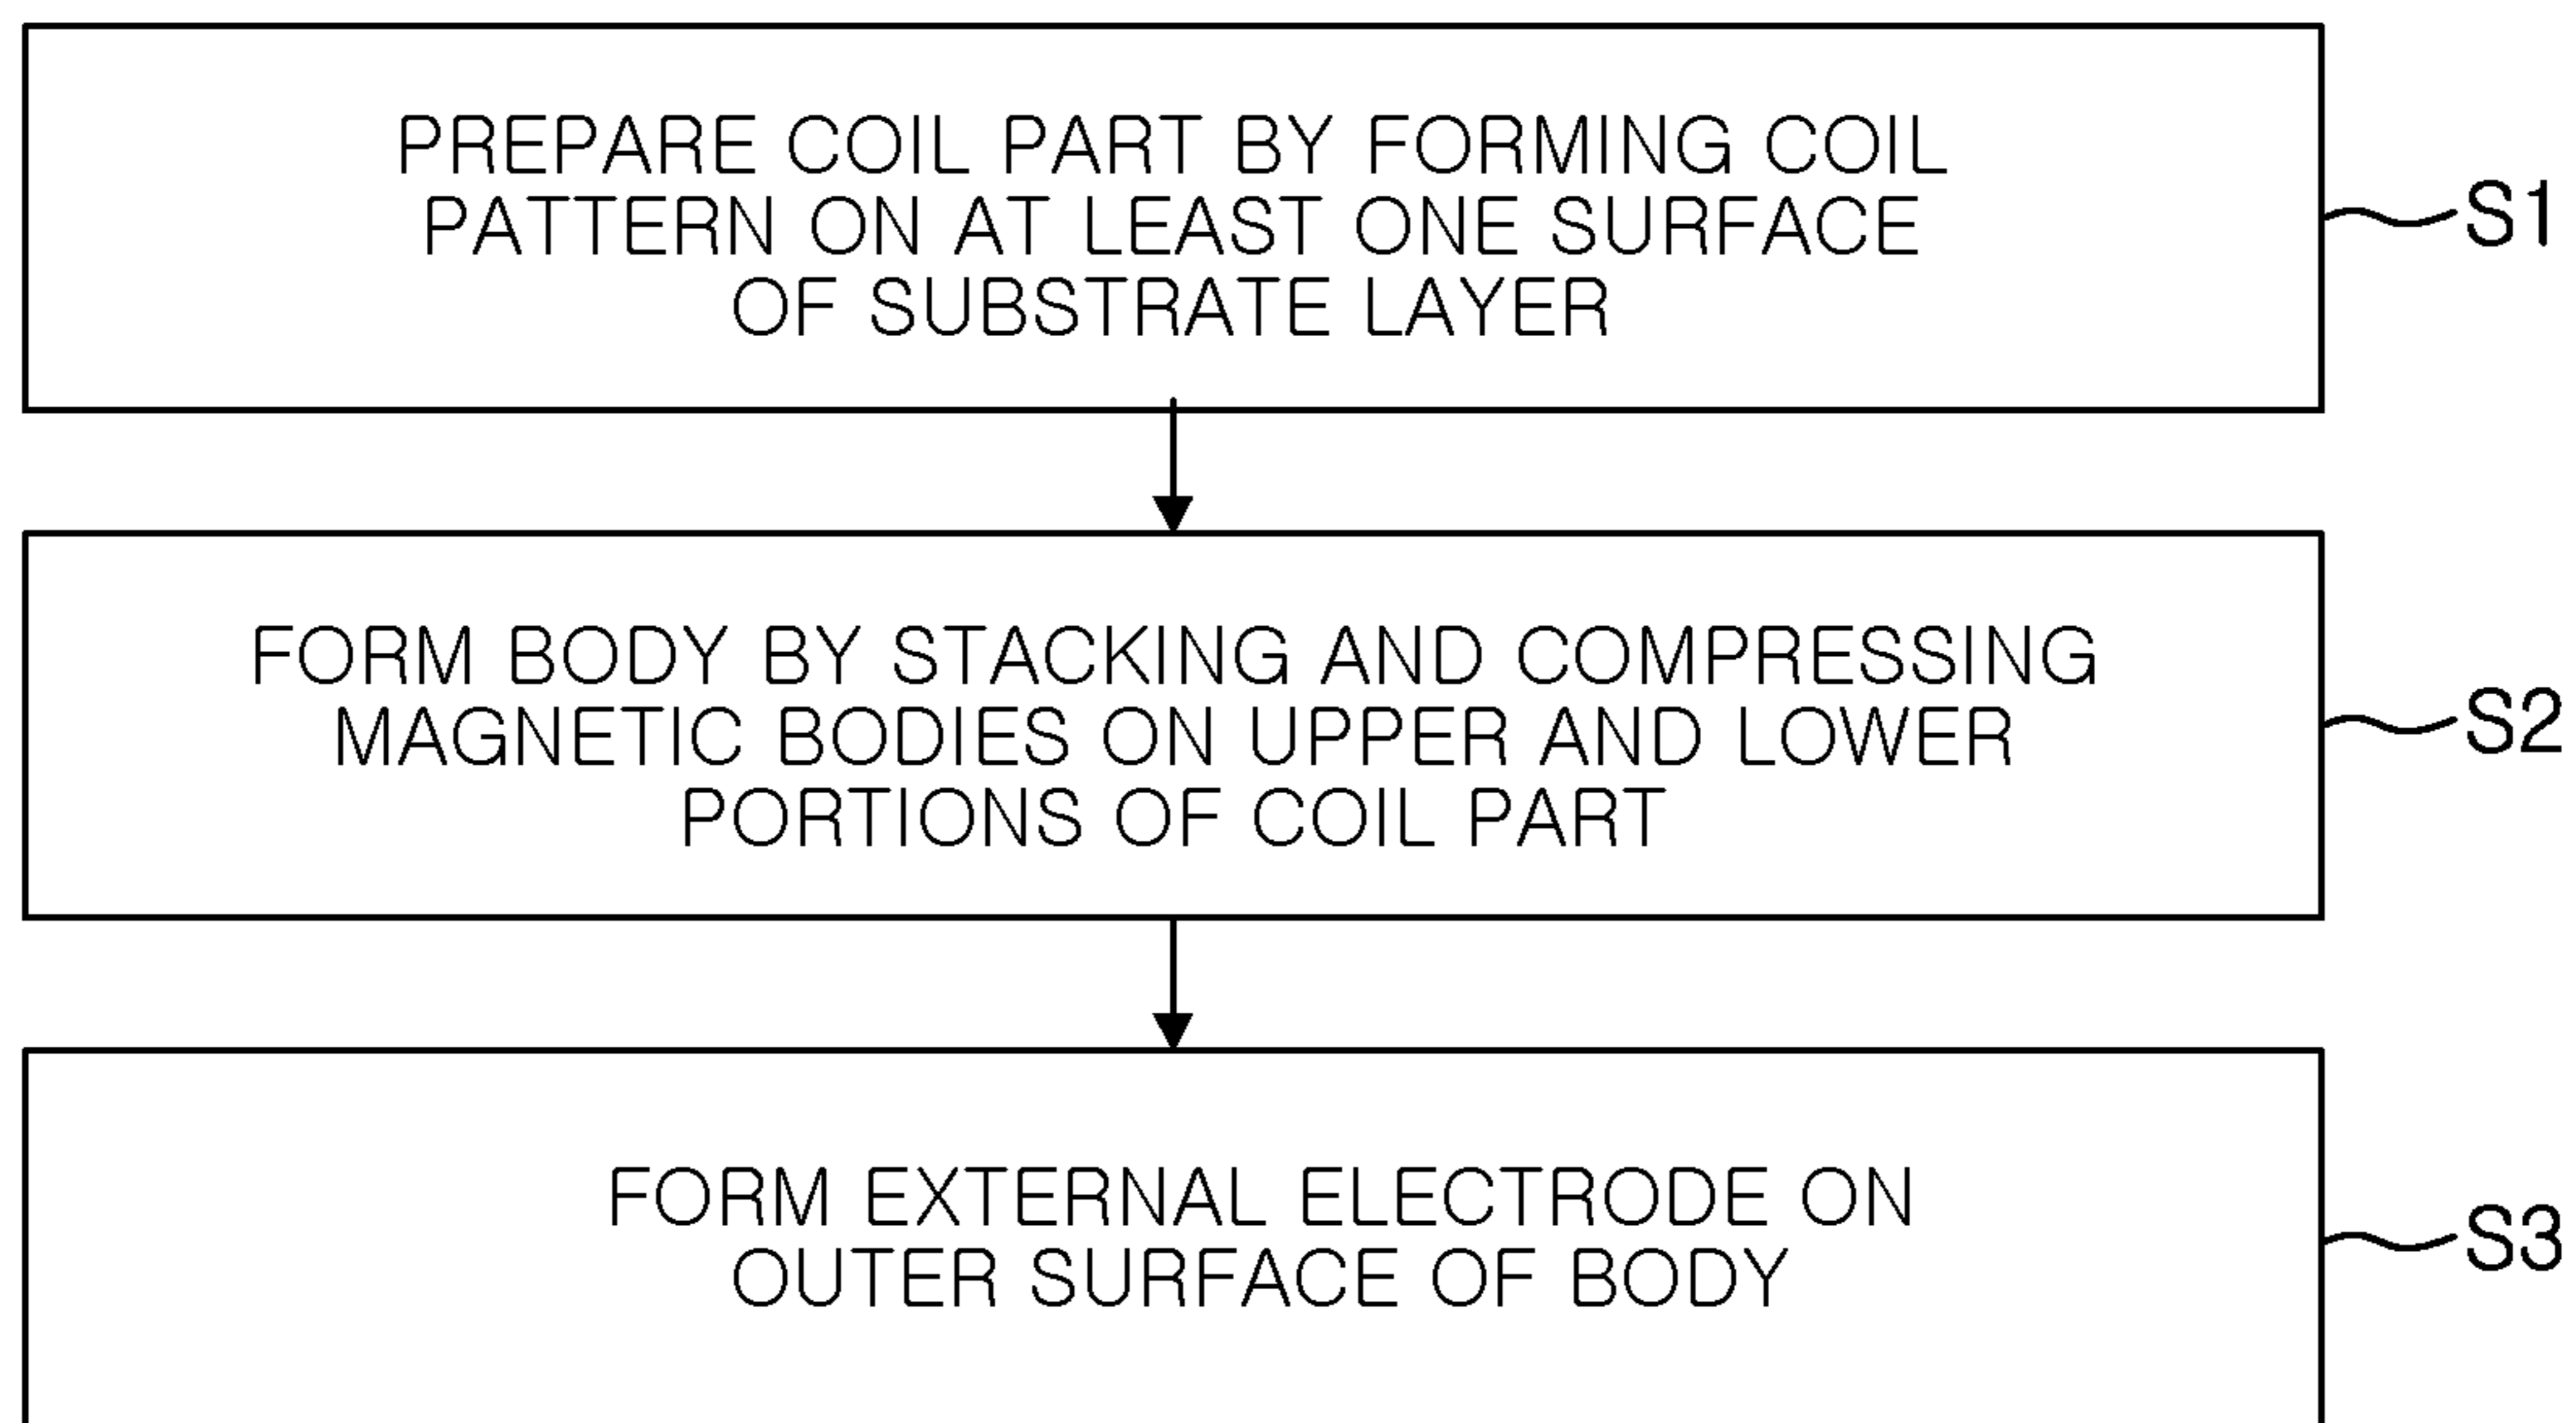 PREPARE COIL PART BY FORMING COIL
PATTERN ON AT LEAST ONE SURFACE
OF SUBSTRATE LAYER
S1
FORM BODY BY STACKING AND COMPRESSING
MAGNETIC BODIES ON UPPER AND LOWER
PORTIONS OF COIL PART
S2
FORM EXTERNAL ELECTRODE ON
OUTER SURFACE OF BODY
S3